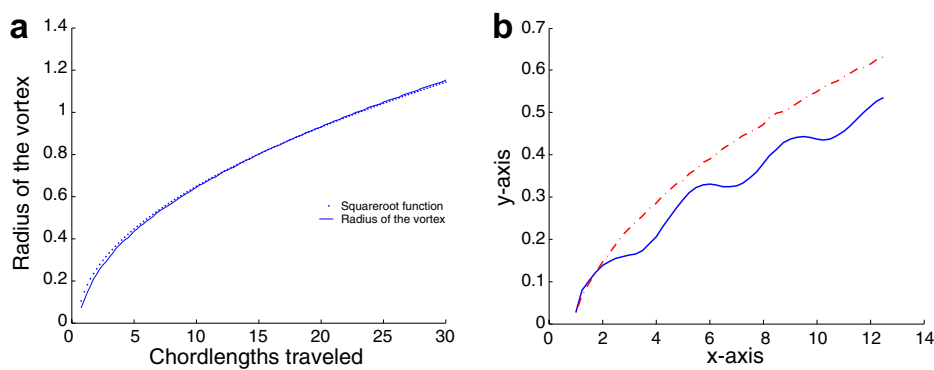 a
1.4
1.2
1
0.8
0.6
0.4
0.2
0
0 5 10 15 20 25 30
Radius of the vortex
Chordlengths traveled
Squareroot function
Radius of the vortex
b
0.7
0.6
0.5
0.4
0.3
0.2
0.1
0.0
0 2 4 6 8 10 12 14
y-axis
x-axis